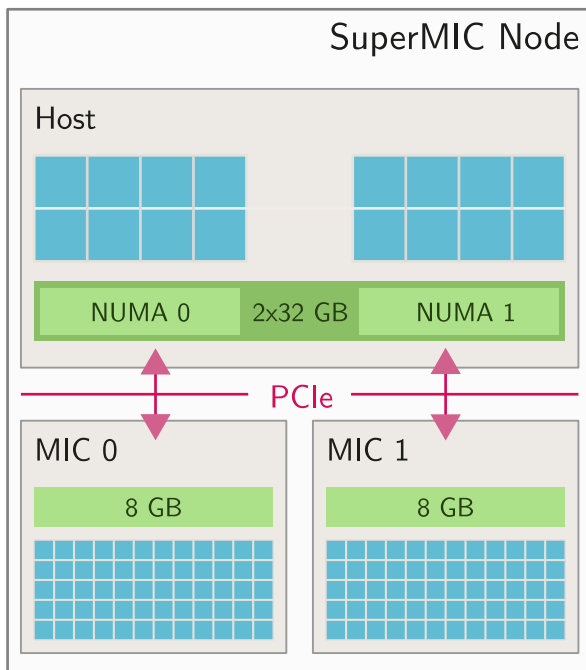 SuperMIC Node
Host
NUMA 0 2x32 GB NUMA 1
PCIe
MIC 0 MIC 1
8 GB 8 GB